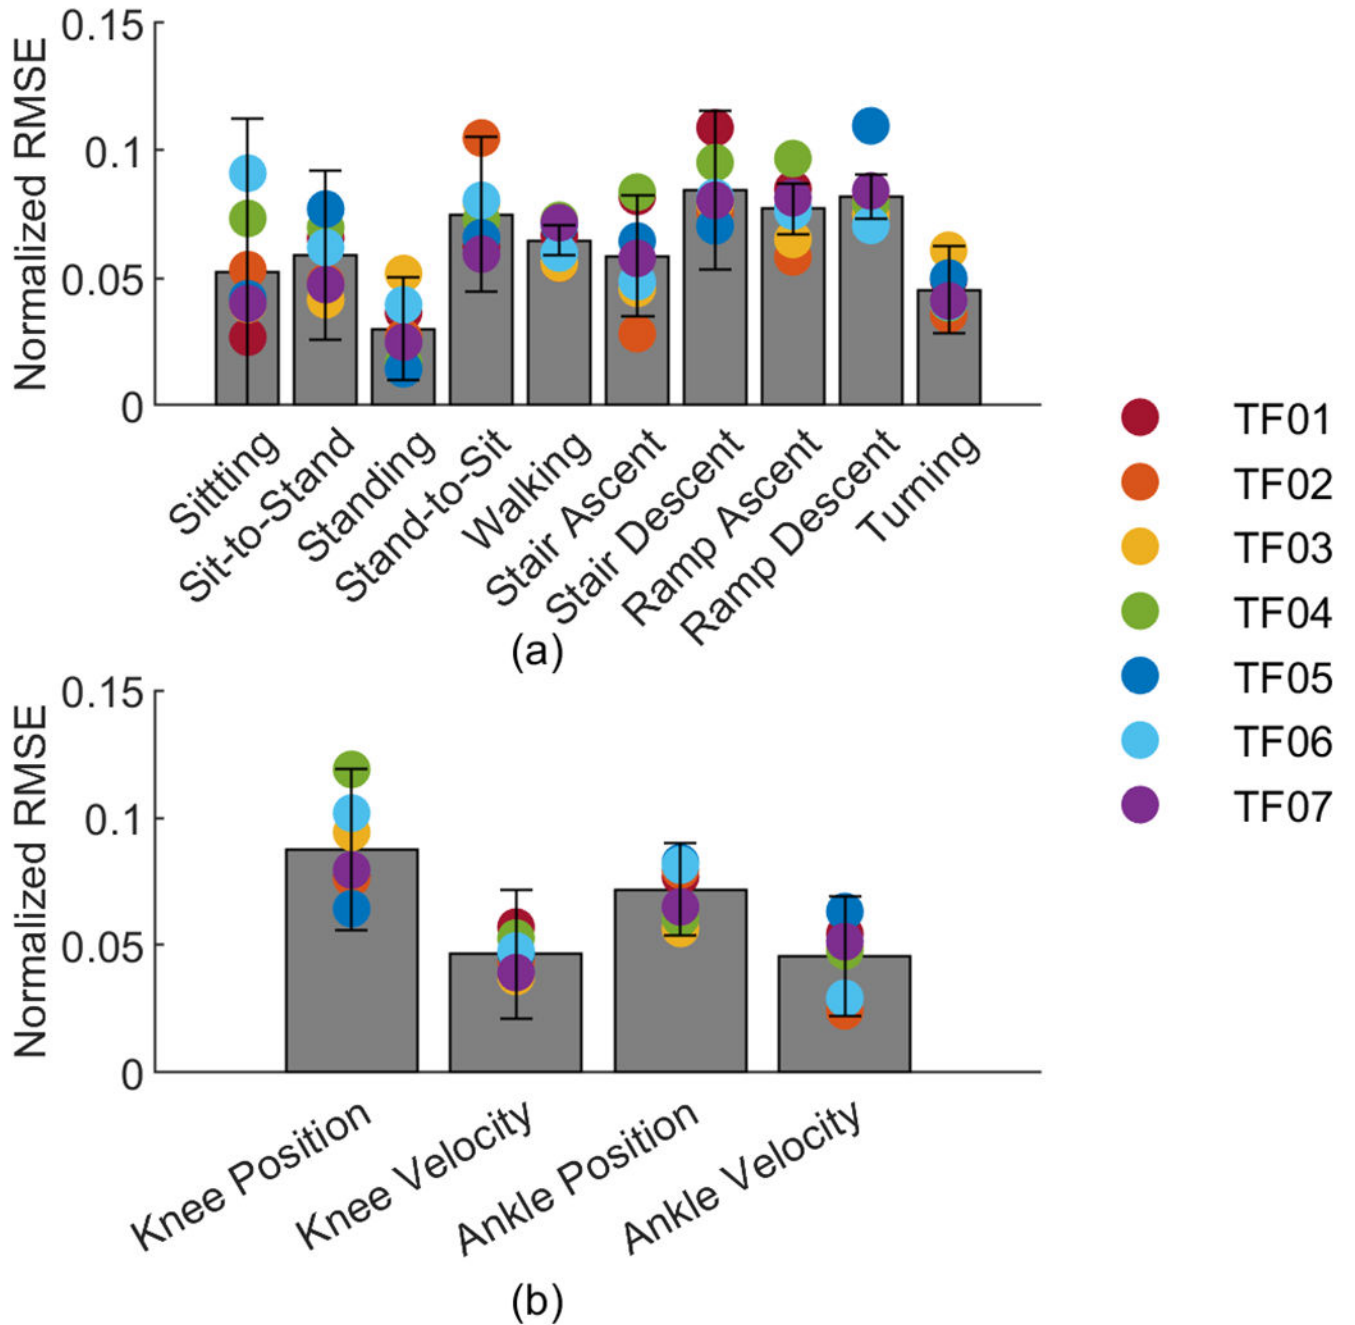 0.15
0.1
0.05
0
Normalized RMSE
Sittting
Sit-to-Stand
Standing
Stand-to-Sit
Walking
Stair Ascent
Stair Descent
Ramp Ascent
Ramp Descent
Turning
(a)
TF01
TF02
TF03
TF04
TF05
TF06
TF07
0.15
0.1
0.05
0
Normalized RMSE
Knee Position
Knee Velocity
Ankle Position
Ankle Velocity
(b)